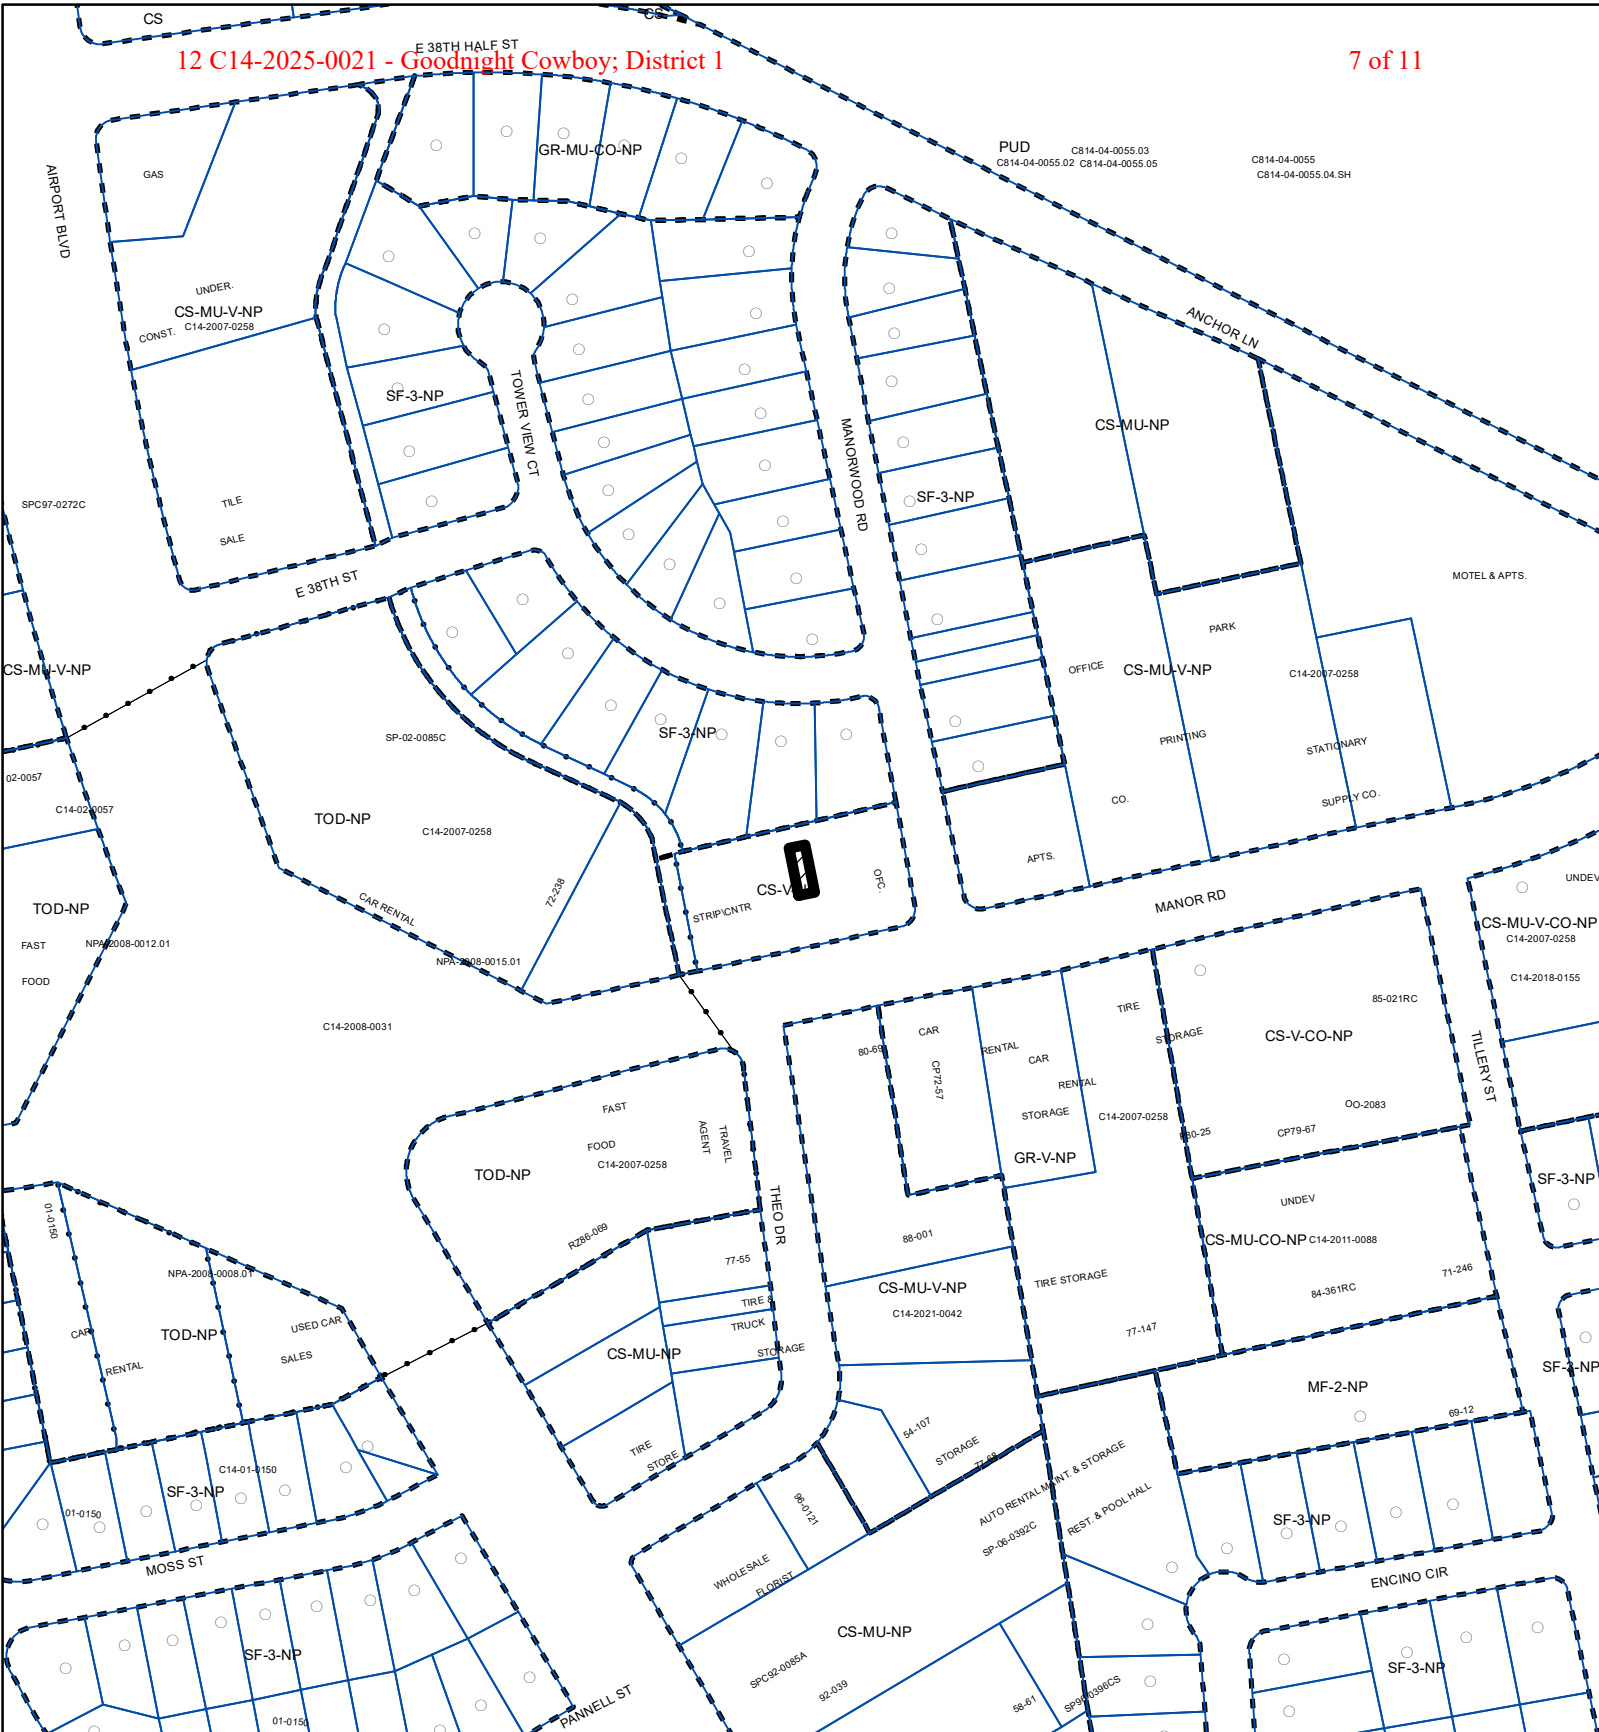 CS
CS
E 38TH HALF ST
12 C14-2025-0021 - Goodnight Cowboy; District 1
7 of 11
AIRPORT BLVD
GAS
GR-MU-CO-NP
PUD
C814-04-0055.03
C814-04-0055.02
C814-04-0055.05
C814-04-0055
C814-04-0055.04.SH
UNDER.
CS-MU-V-NP
C14-2007-0258
CONST.
ANCHOR LN
SF-3-NP
TOWER VIEW CT
MANORWOOD RD
CS-MU-NP
SF-3-NP
SPC97-0272C
TILE
SALE
E 38TH ST
MOTEL & APTS.
PARK
OFFICE
CS-MU-V-NP
C14-2007-0258
CS-MU-V-NP
SP-02-0085C
SF-3-NP
PRINTING
STATIONARY
02-0057
C14-02-0057
TOD-NP
C14-2007-0258
CO.
SUPPLY CO.
APTS.
72-238
CAR RENTAL
CS-V
OFC.
STRIP\CNTR
MANOR RD
UNDEV
TOD-NP
FAST
NPA-2008-0012.01
FOOD
NPA-2008-0015.01
CS-MU-V-CO-NP
C14-2007-0258
C14-2018-0155
C14-2008-0031
85-021RC
TIRE
STORAGE
CS-V-CO-NP
TILLERY ST
CAR
80-69
CP72-57
RENTAL
CAR
RENTAL
STORAGE
C14-2007-0258
OO-2083
CP79-67
GR-V-NP
FAST
FOOD
TRAVEL
AGENT
TOD-NP
C14-2007-0258
THEO DR
SF-3-NP
UNDEV
CS-MU-CO-NP
C14-2011-0088
01-0150
RZ86-069
88-001
77-55
NPA-2008-0008.01
TIRE STORAGE
71-246
84-361RC
CS-MU-V-NP
C14-2021-0042
TIRE &
TRUCK
STORAGE
77-147
CAR
TOD-NP
USED CAR
RENTAL
SALES
CS-MU-NP
SF-3-NP
MF-2-NP
69-12
54-107
STORAGE
TIRE
STORE
C14-01-0150
SF-3-NP
01-0150
96-0121
AUTO RENTAL MAINT. & STORAGE
SP-06-0392C
REST. & POOL HALL
SF-3-NP
MOSS ST
WHOLESALE
FLORIST
ENCINO CIR
SF-3-NP
CS-MU-NP
SPC92-0085A
92-039
58-61
SP96-0396CS
SF-3-NP
01-0150
PANNELL ST